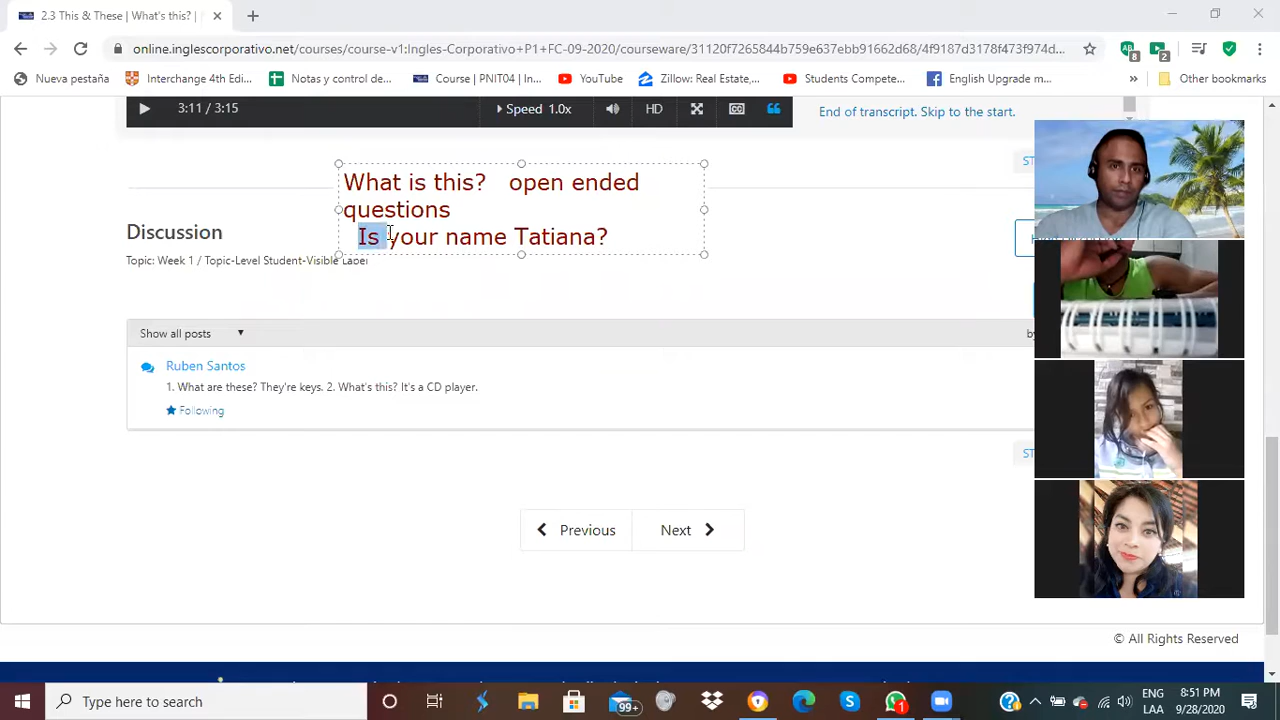 2.3 This & These | What's this? |
online.inglescorporativo.net/courses/course-v1:Ingles-Corporativo+P1+FC-09-2020/courseware/31120f7265844b759e637ebb91662d68/4f9187d3178f473f974d...
Nueva pestaña Interchange 4th Edi... Notas y control de... Course | PNIT04 | In... YouTube Zillow: Real Estate,... Students Compete... English Upgrade m... » Other bookmarks
3:11 / 3:15 Speed 1.0x HD End of transcript. Skip to the start.
What is this? open ended
questions
Is your name Tatiana?
Discussion
Topic: Week 1 / Topic-Level Student-Visible Label
Show all posts
by
Ruben Santos
1. What are these? They're keys. 2. What's this? It's a CD player.
Following
ST
Previous Next
© All Rights Reserved
Type here to search
99+
ENG
LAA
8:51 PM
9/28/2020